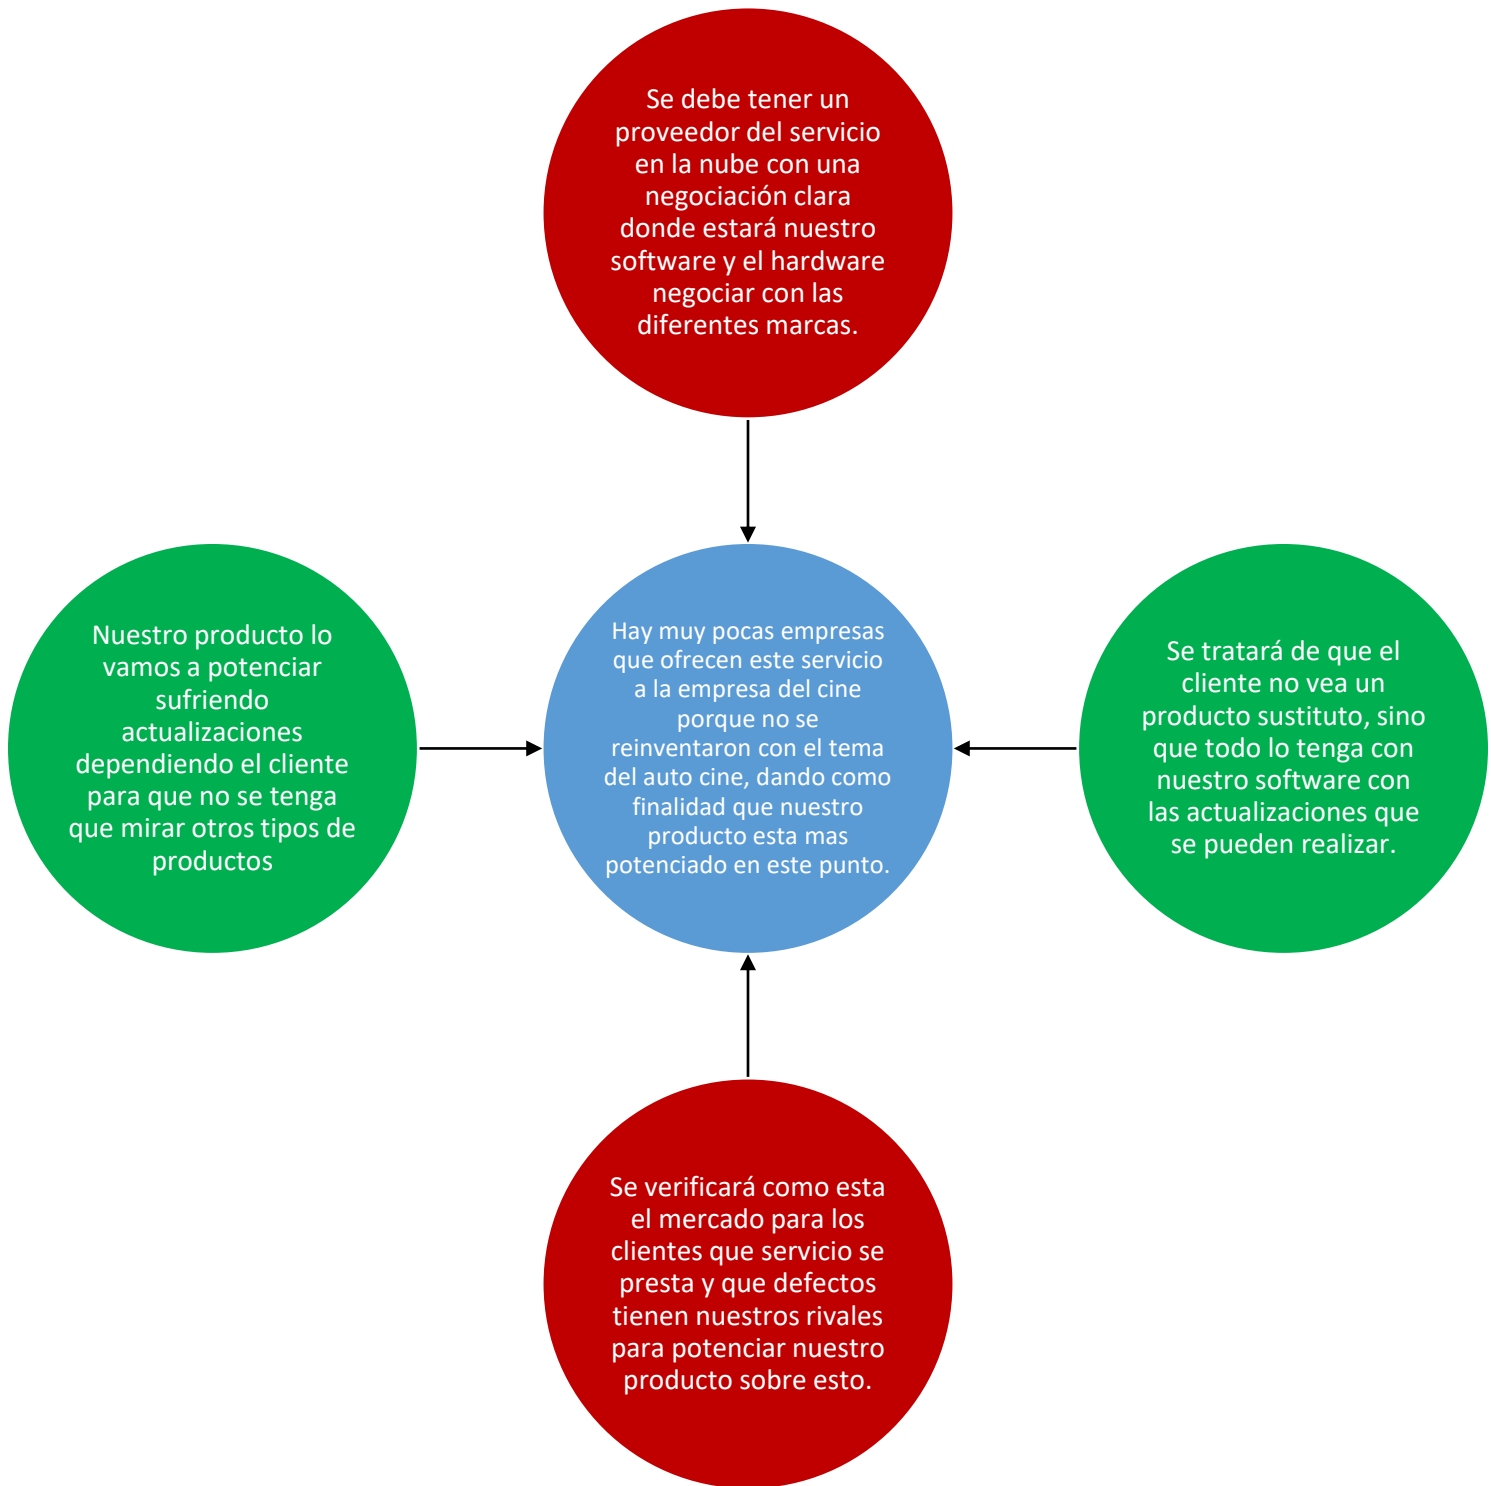 Se debe tener un
proveedor del servicio
en la nube con una
negociación clara
donde estará nuestro
software y el hardware
negociar con las
diferentes marcas.
Nuestro producto lo
vamos a potenciar
sufriendo
actualizaciones
dependiendo el cliente
para que no se tenga
que mirar otros tipos de
productos
Hay muy pocas empresas
que ofrecen este servicio
a la empresa del cine
porque no se
reinventaron con el tema
del auto cine, dando como
finalidad que nuestro
producto esta mas
potenciado en este punto.
Se tratará de que el
cliente no vea un
producto sustituto, sino
que todo lo tenga con
nuestro software con
las actualizaciones que
se pueden realizar.
Se verificará como esta
el mercado para los
clientes que servicio se
presta y que defectos
tienen nuestros rivales
para potenciar nuestro
producto sobre esto.